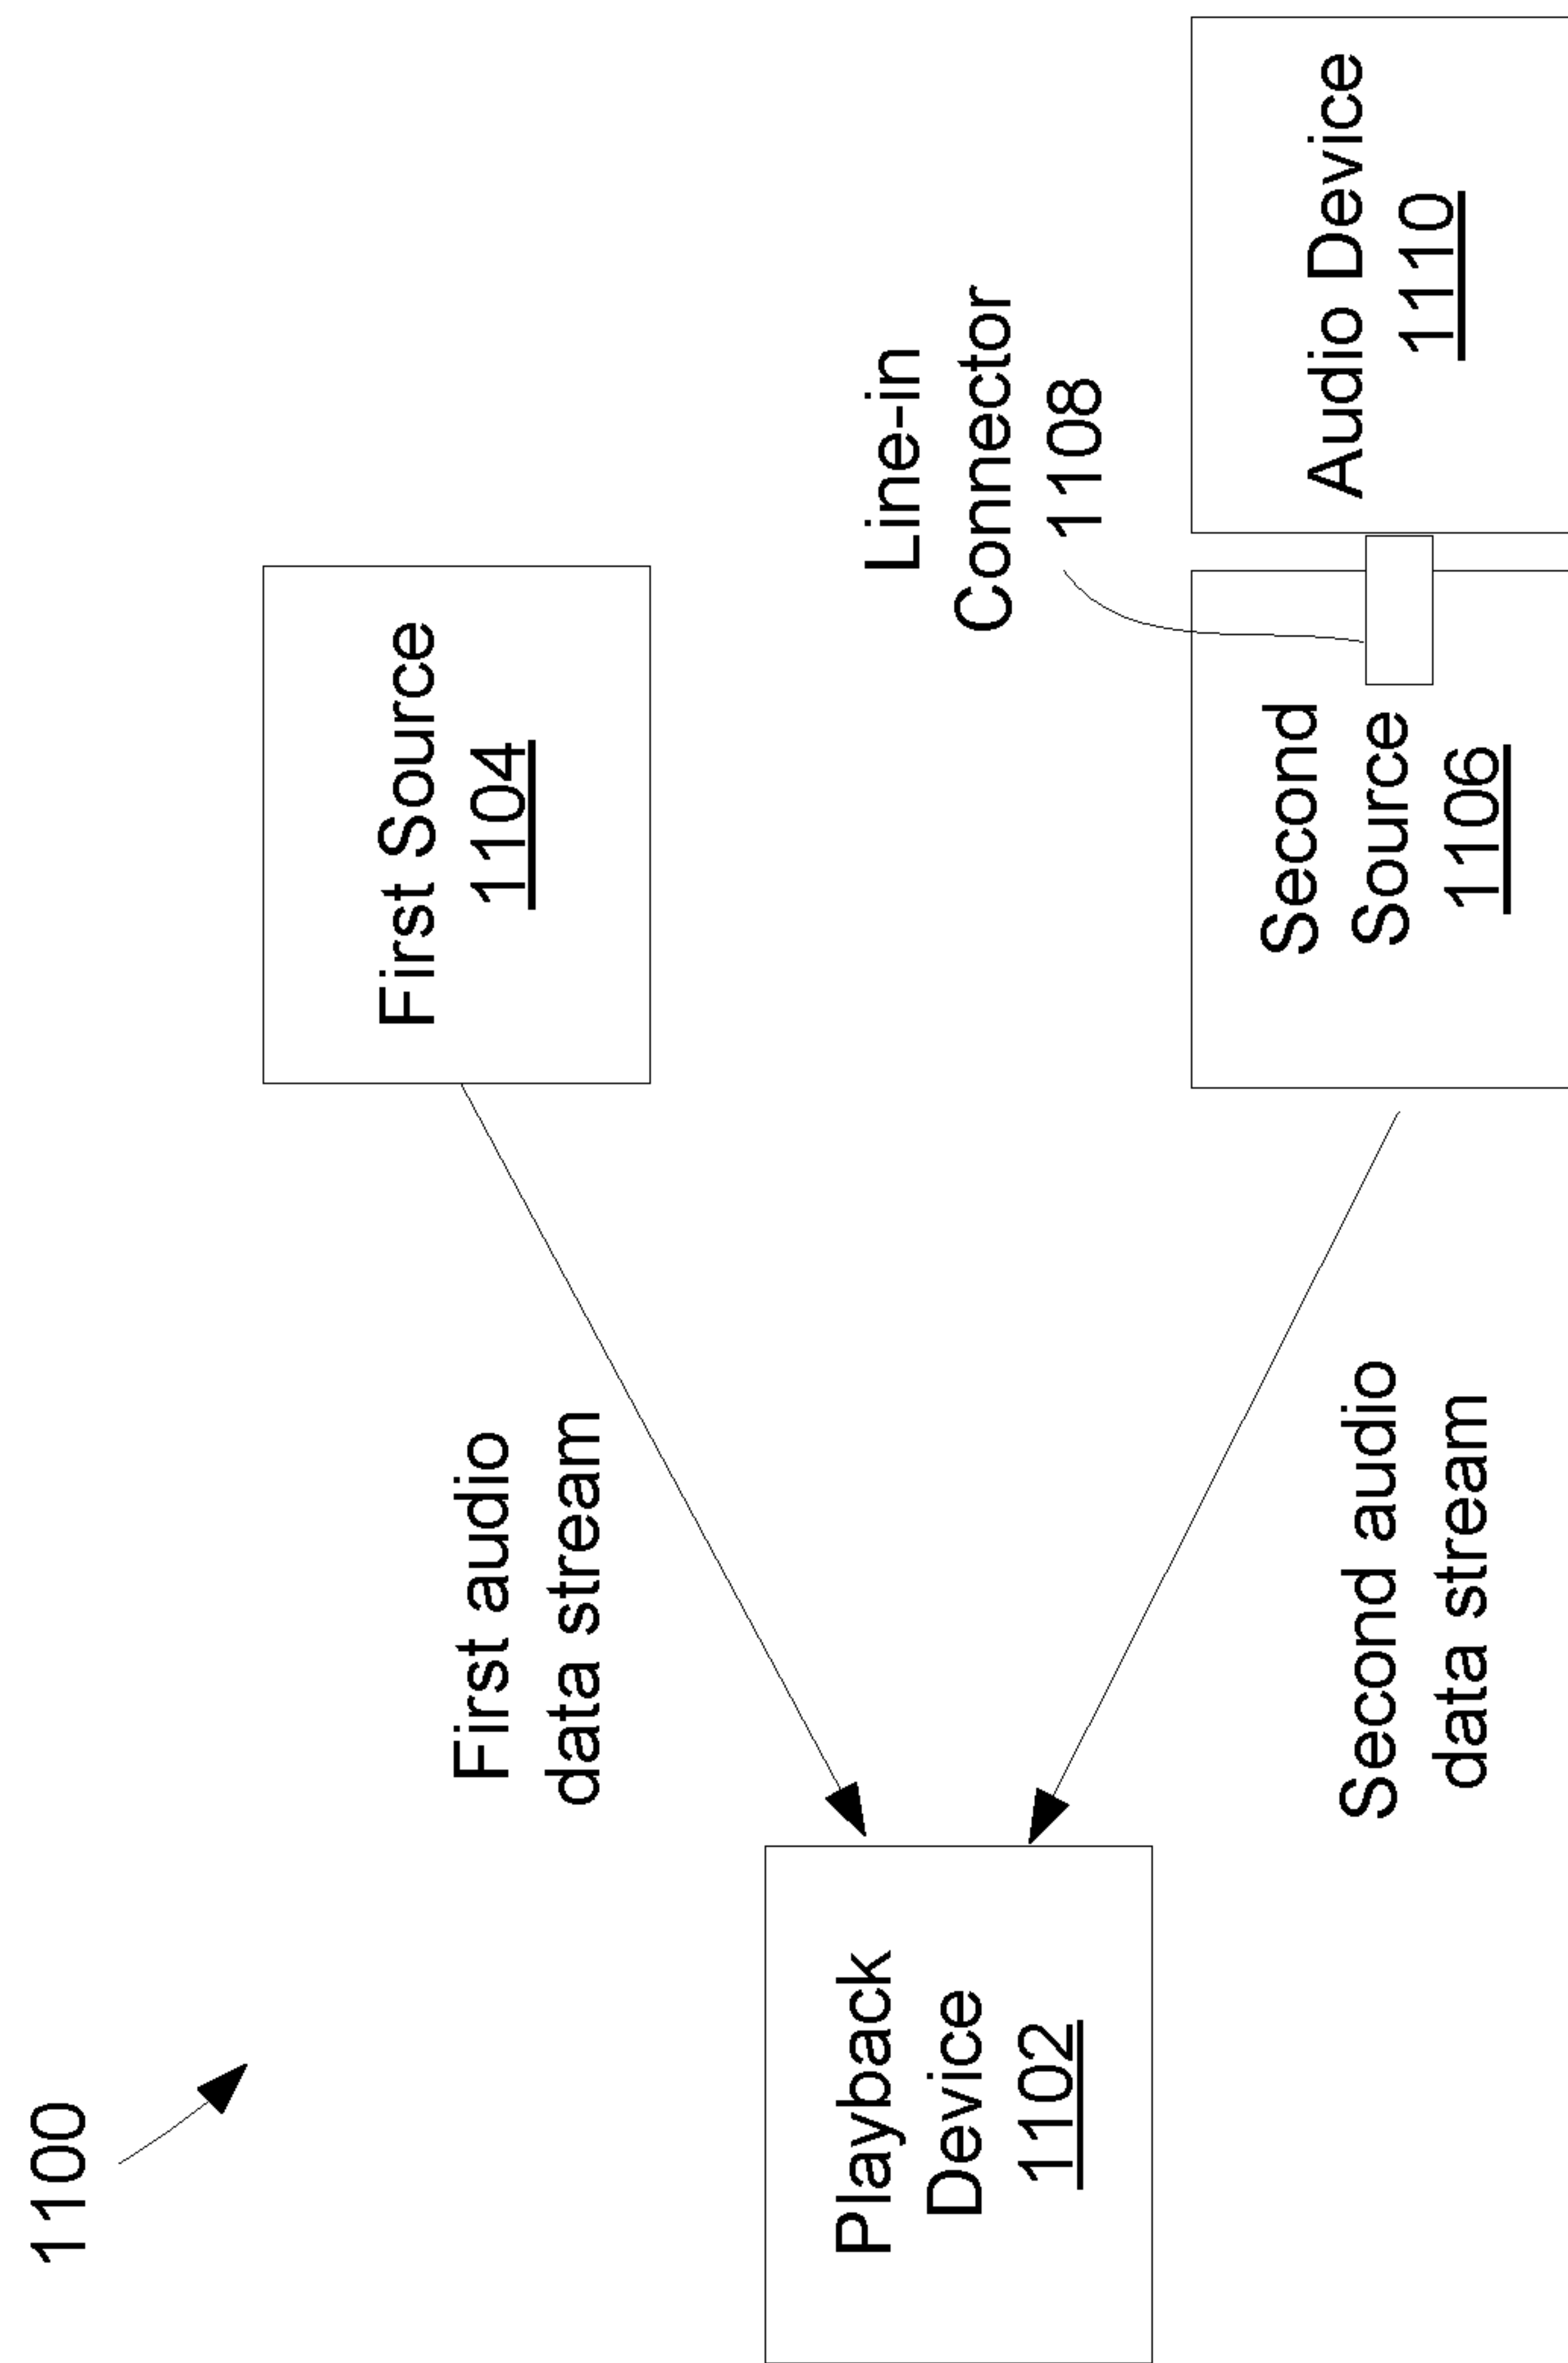 1100
First Source
1104
First audio
data stream
Playback
Device
1102
Line-in
Connector
1108
Second
Source
1106
Audio Device
1110
Second audio
data stream